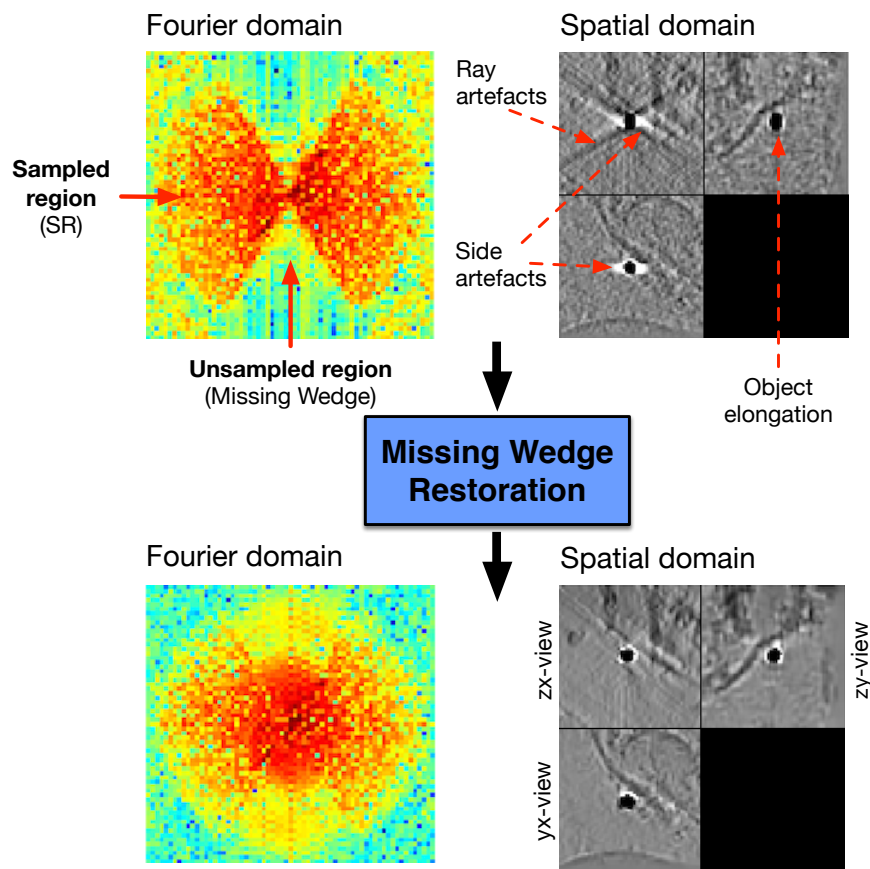 Fourier domain
Spatial domain
Ray
artefacts
Sampled
region
(SR)
Side
artefacts
Unsampled region
(Missing Wedge)
Object
elongation
Missing Wedge
Restoration
Fourier domain
Spatial domain
zx-view
zy-view
yx-view